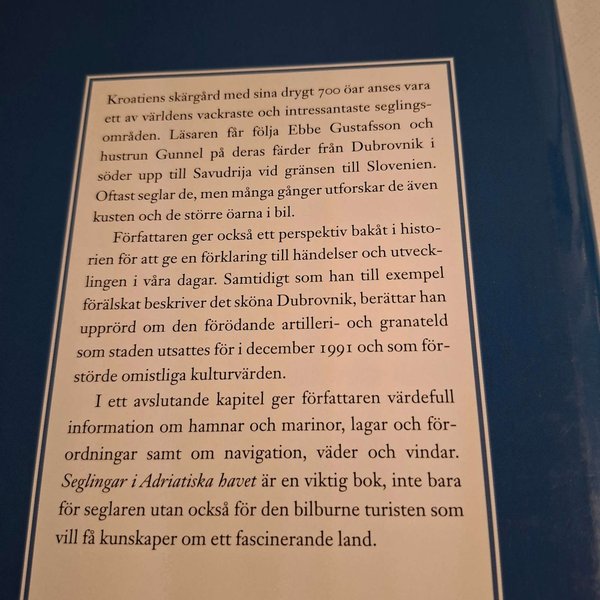 Kroatiens skärgård med sina drygt 700 öar anses vara
ett av världens vackraste och intressantaste seglings-
områden. Läsaren får följa Ebbe Gustafsson och
hustrun Gunnel på deras färder från Dubrovnik i
söder upp till Savudrija vid gränsen till Slovenien.
Oftast seglar de, men många gånger utforskar de även
kusten och de större öarna i bil.
Författaren ger också ett perspektiv bakåt i histo-
rien för att ge en förklaring till händelser och utveck-
lingen i våra dagar. Samtidigt som han till exempel
förälskat beskriver det sköna Dubrovnik, berättar han
upprörd om den förödande artilleri- och granateld
som staden utsattes för i december 1991 och som för-
störde omistliga kulturvärden.
I ett avslutande kapitel ger författaren värdefull
information om hamnar och marinor, lagar och för-
ordningar samt om navigation, väder och vindar.
Seglingar i Adriatiska havet är en viktig bok, inte bara
för seglaren utan också för den bilburne turisten som
vill få kunskaper om ett fascinerande land.